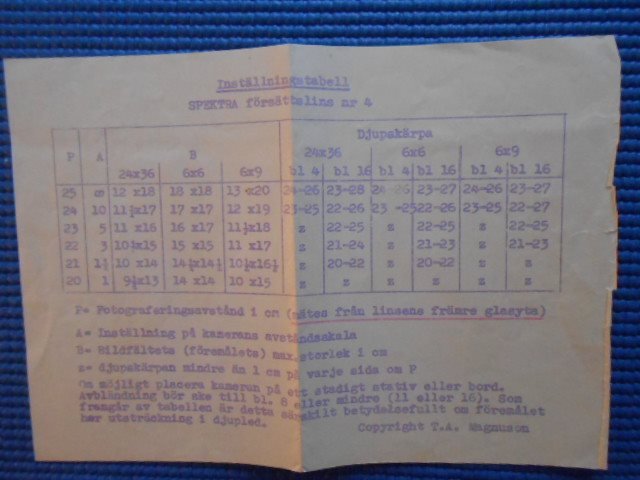 Inställningstabell
SPEKTRA försättslins nr 4
Djupskärpa
F A B 24x36 6x6 6x9
24x36 6x6 6x9 bl 4 bl 16 bl 4 bl 16 bl 4 bl 16
25 ∞ 12 x18 18 x18 13 x20 24-26 23-28 24-26 23-27 24-26 23-27
24 10 11½x17 17 x17 12 x19 23-25 22-26 23 -25 22-26 23-25 22-27
23 5 11 x16 16 x17 11½x18 z 22-25 z 22-25 z 22-25
22 3 10½x15 15 x15 11 x17 z 21-24 z 21-23 z 21-23
21 1½ 10 x14 14½x14½ 10½x16½ z 20-22 z 20-22 z z
20 1 9½x13 14 x14 10 x15 z z z z z z
F= Fotograferingsavstånd i cm (mätes från linsens främre glasyta)
A= Inställning på kamerans avståndsskala
B= Bildfältets (föremålets) max.storlek i cm
z= djupskärpan mindre än 1 cm på varje sida om F
Om möjligt placera kameran på ett stadigt stativ eller bord.
Avbländning bör ske till bl. 8 eller mindre (11 eller 16). Som
framgår av tabellen är detta särskilt betydelsefullt om föremålet
har utsträckning i djupled.
Copyright T.A. Magnuson